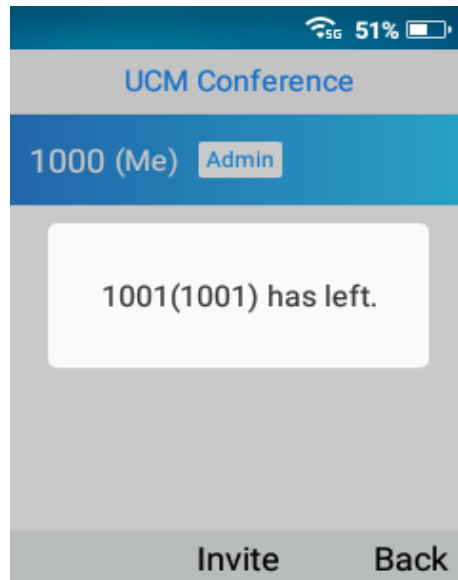 5G 51%
UCM Conference
1000 (Me) Admin
1001(1001) has left.
Invite Back